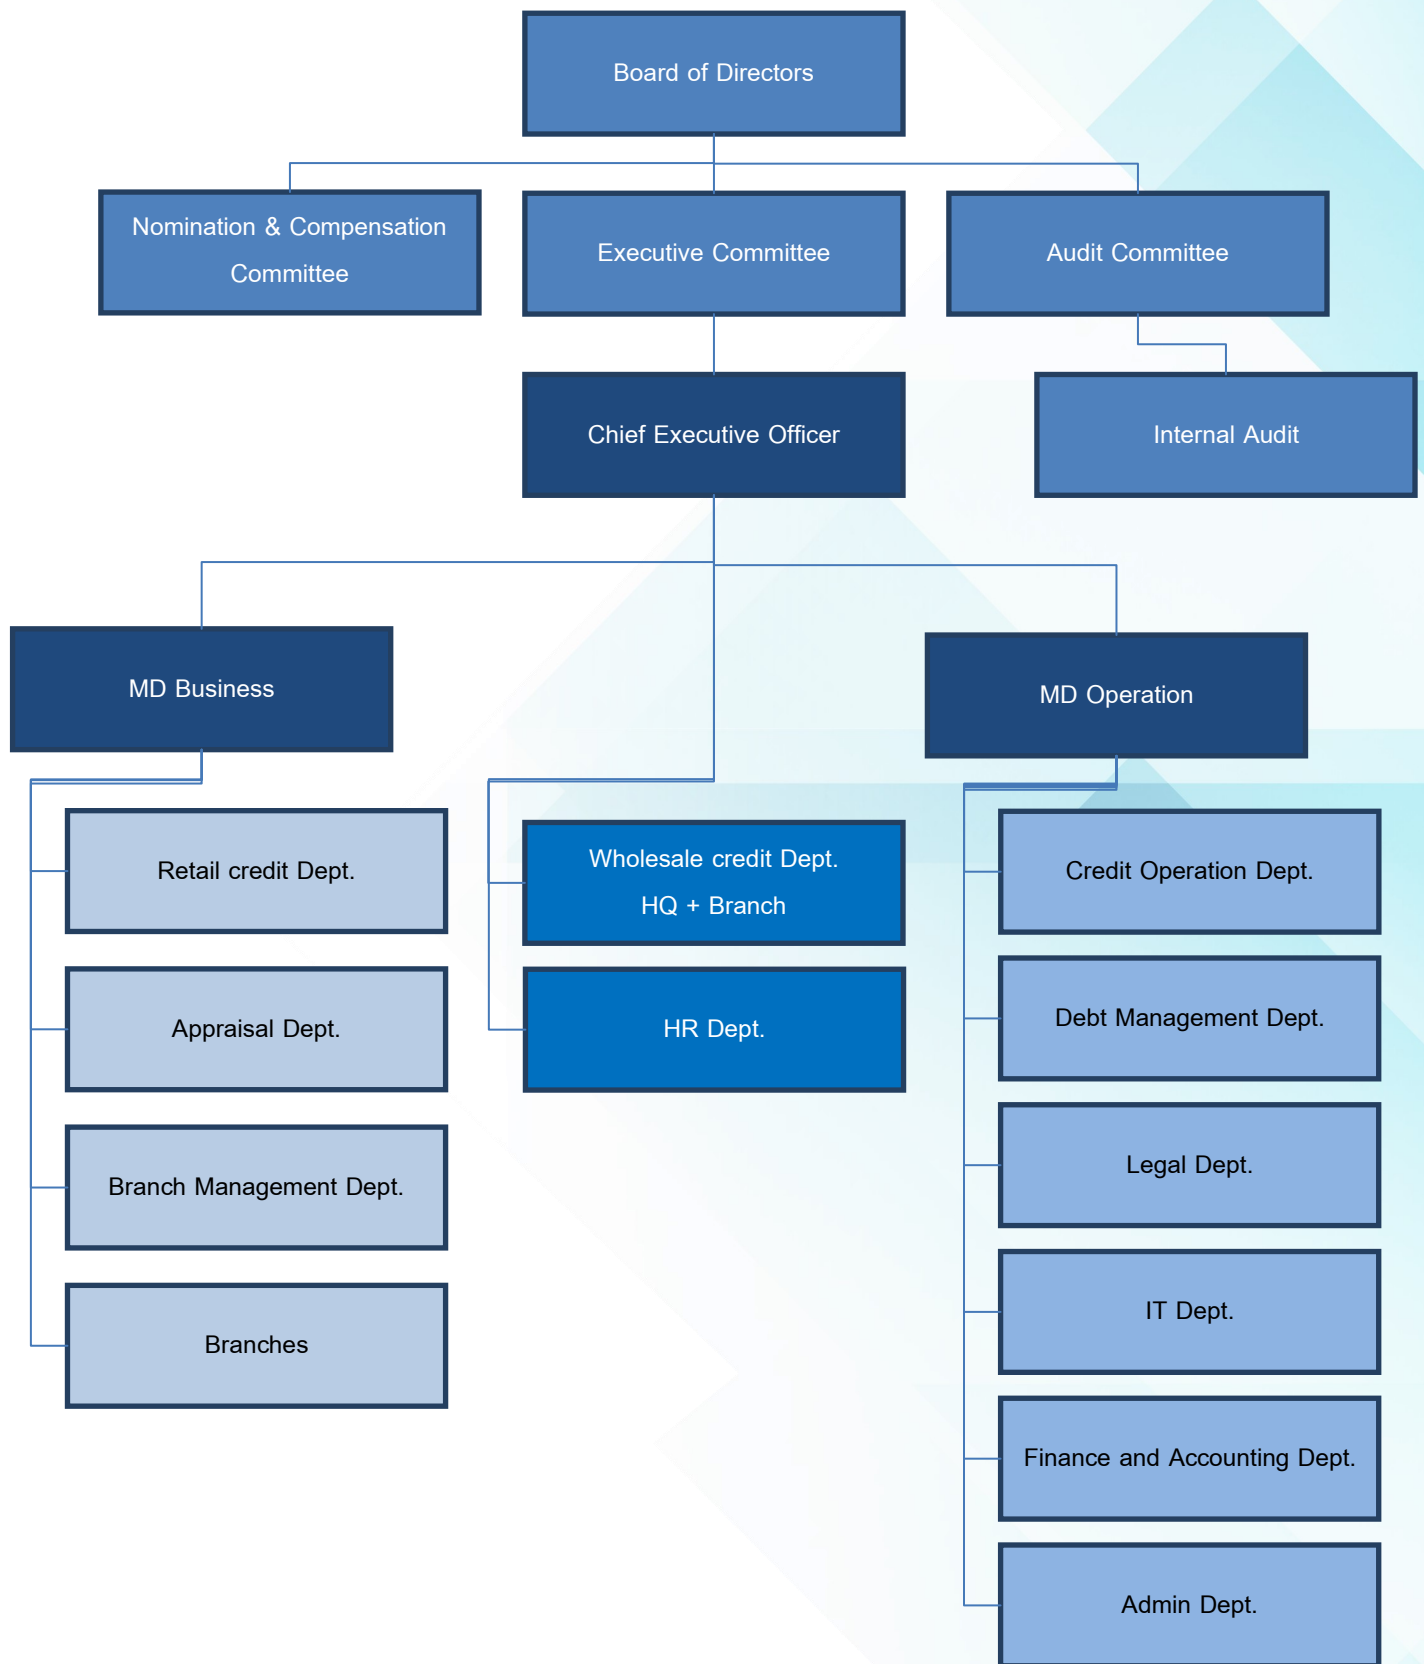 Board of Directors
Nomination & Compensation
Committee
Executive Committee
Audit Committee
Chief Executive Officer
Internal Audit
MD Business
MD Operation
Retail credit Dept.
Appraisal Dept.
Branch Management Dept.
Branches
Wholesale credit Dept.
HQ + Branch
HR Dept.
Credit Operation Dept.
Debt Management Dept.
Legal Dept.
IT Dept.
Finance and Accounting Dept.
Admin Dept.